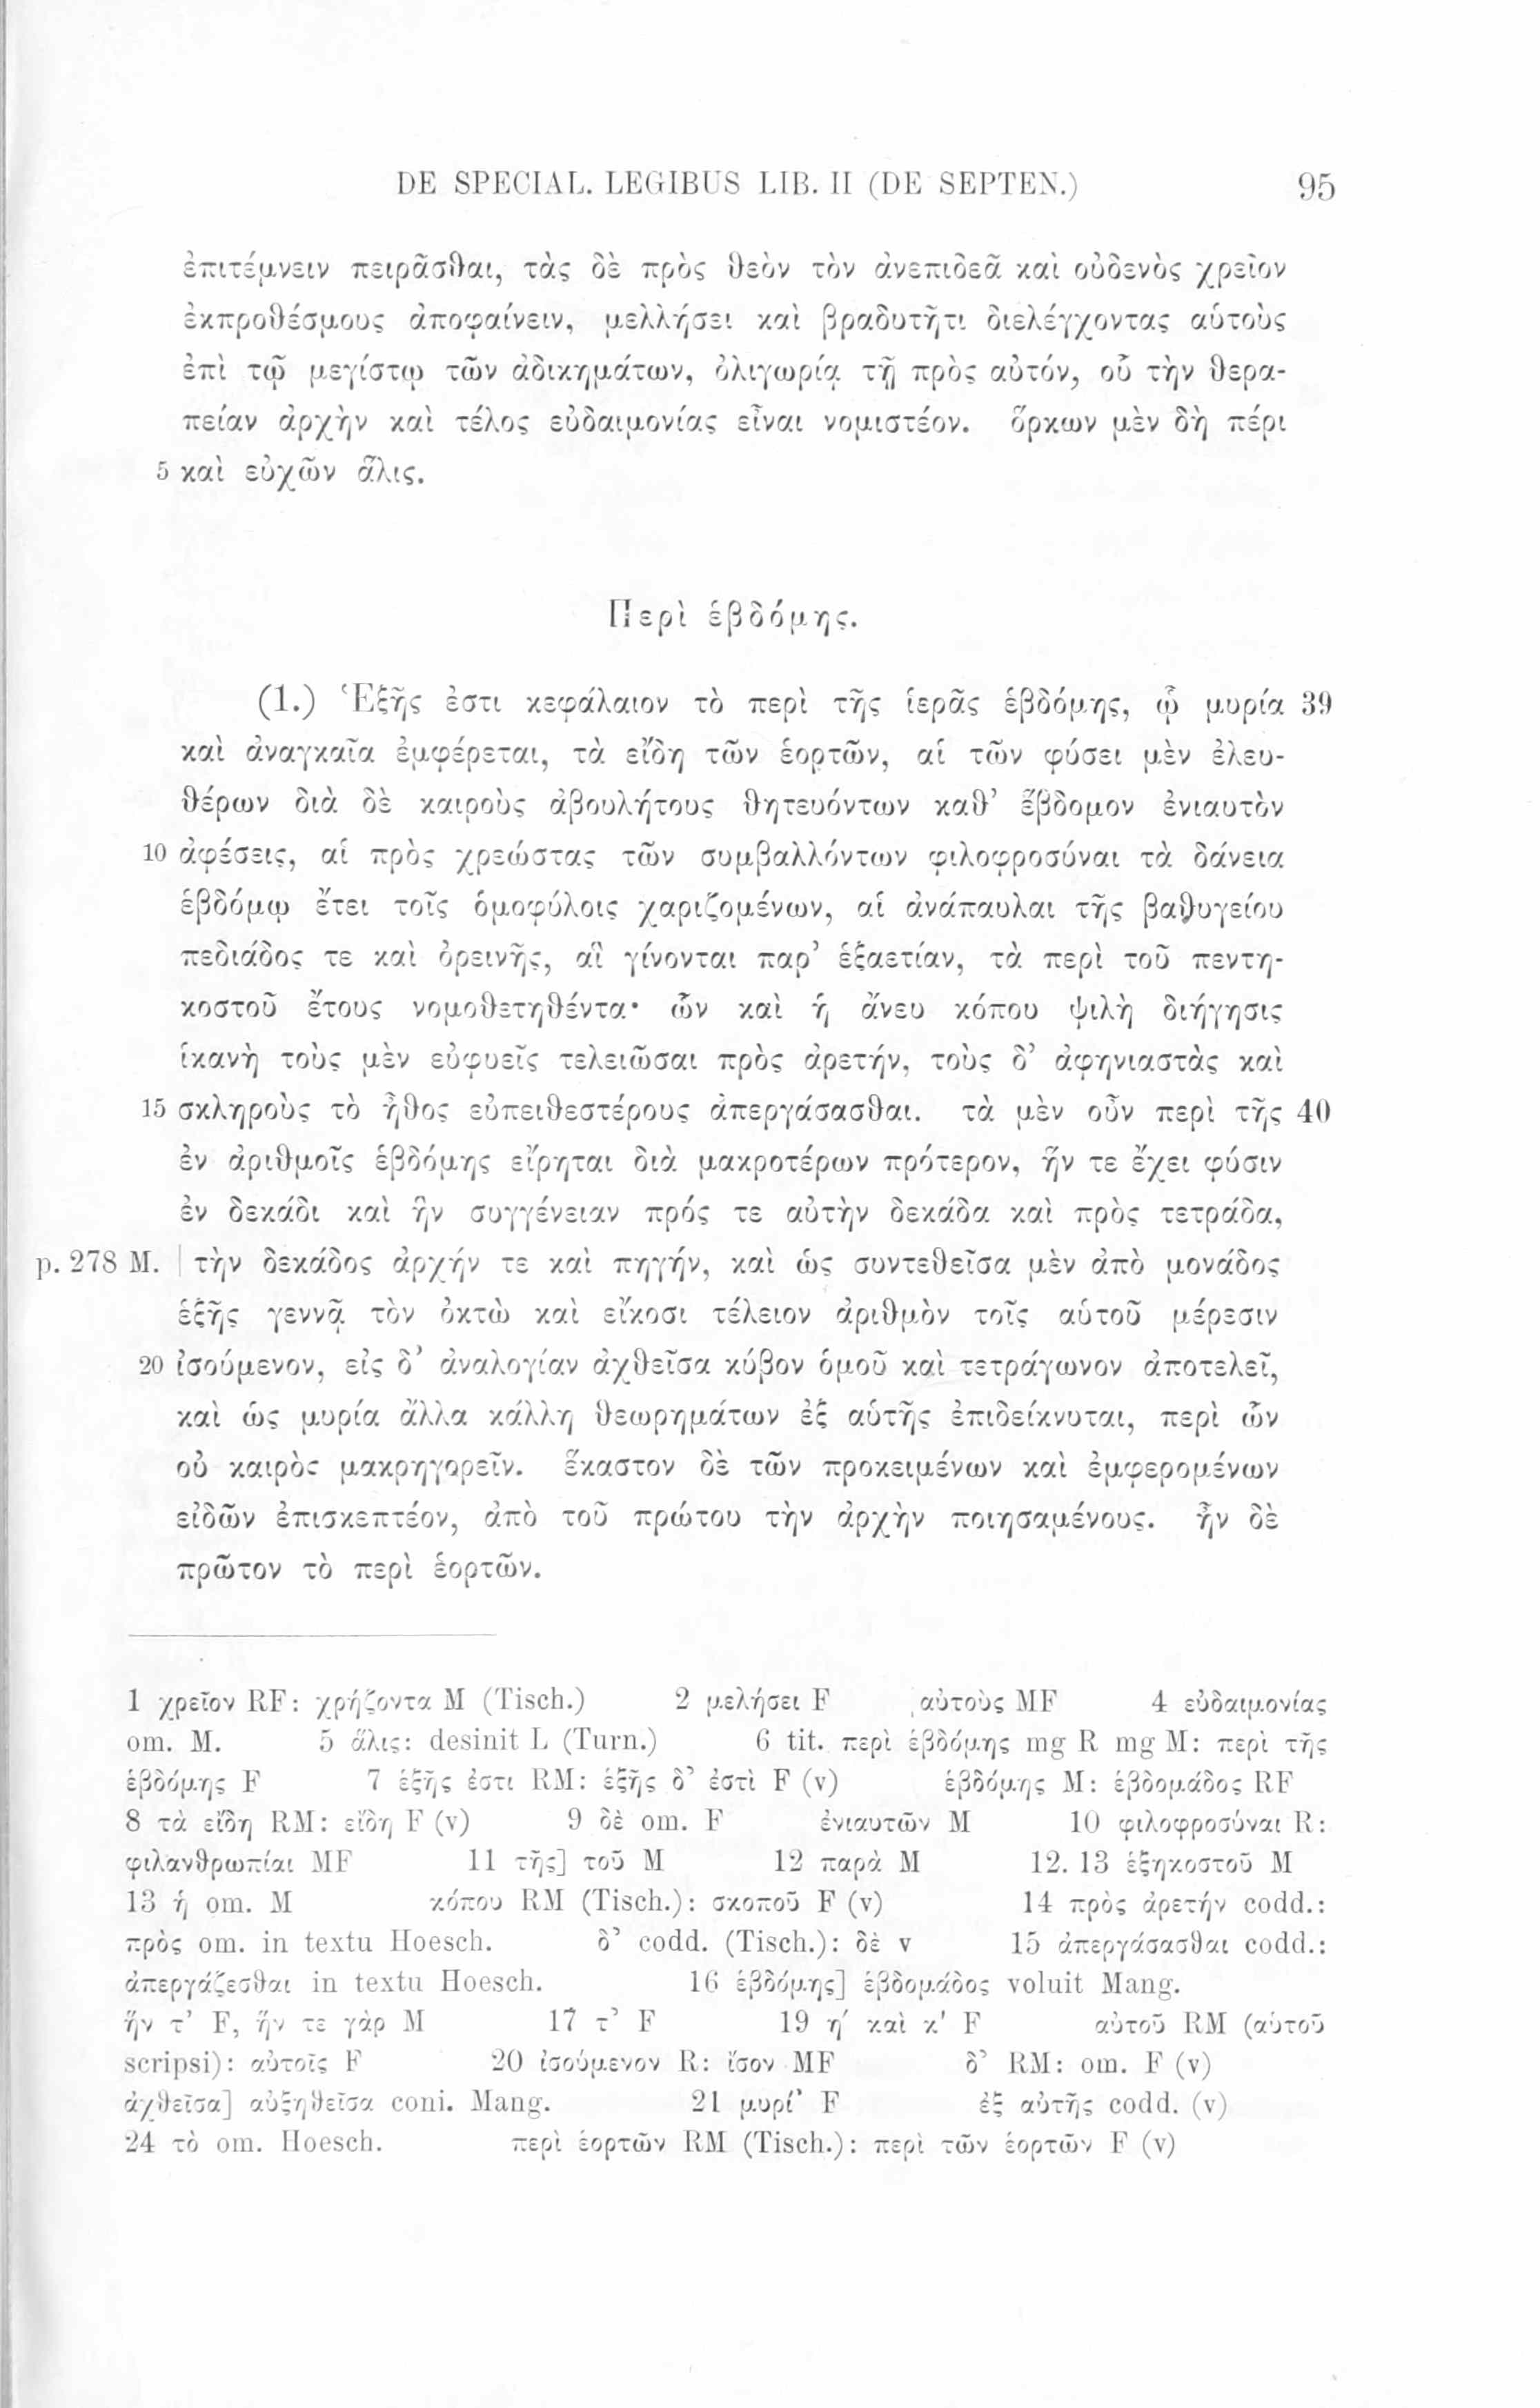 DE SPECIAL. LEGIBUS LIB. II (DE SEPTEN.) 95
ἐπιτέμνειν πειρᾶσθαι, τὰς δὲ πρὸς θεὸν τὸν ἀνεπιδεᾶ καὶ οὐδενὸς χρεῖον
ἐκπροθέσμους ἀποφαίνειν, μελλήσει καὶ βραδυτῆτι διελέγχοντας αὑτοὺς
ἐπὶ τῷ μεγίστῳ τῶν ἀδικημάτων, ὀλιγωρίᾳ τῇ πρὸς αὐτόν, οὗ τὴν θερα-
πείαν ἀρχὴν καὶ τέλος εὐδαιμονίας εἶναι νομιστέον. ὅρκων μὲν δὴ πέρι
5 καὶ εὐχῶν ἅλις.
Περὶ ἑβδόμης.
(1.) Ἑξῆς ἐστι κεφάλαιον τὸ περὶ τῆς ἱερᾶς ἑβδόμης, ᾧ μυρία 39
καὶ ἀναγκαῖα ἐμφέρεται, τὰ εἴδη τῶν ἑορτῶν, αἱ τῶν φύσει μὲν ἐλευ-
θέρων διὰ δὲ καιροὺς ἀβουλήτους θητευόντων καθ’ ἕβδομον ἐνιαυτὸν
10 ἀφέσεις, αἱ πρὸς χρεώστας τῶν συμβαλλόντων φιλοφροσύναι τὰ δάνεια
ἑβδόμῳ ἔτει τοῖς ὁμοφύλοις χαριζομένων, αἱ ἀνάπαυλαι τῆς βαθυγείου
πεδιάδος τε καὶ ὀρεινῆς, αἳ γίνονται παρ’ ἑξαετίαν, τὰ περὶ τοῦ πεντη-
κοστοῦ ἔτους νομοθετηθέντα· ὧν καὶ ἡ ἄνευ κόπου ψιλὴ διήγησις
ἱκανὴ τοὺς μὲν εὐφυεῖς τελειῶσαι πρὸς ἀρετήν, τοὺς δ’ ἀφηνιαστὰς καὶ
15 σκληροὺς τὸ ἦθος εὐπειθεστέρους ἀπεργάσασθαι. τὰ μὲν οὖν περὶ τῆς 40
ἐν ἀριθμοῖς ἑβδόμης εἴρηται διὰ μακροτέρων πρότερον, ἥν τε ἔχει φύσιν
ἐν δεκάδι καὶ ἣν συγγένειαν πρός τε αὐτὴν δεκάδα καὶ πρὸς τετράδα,
p. 278 M. | τὴν δεκάδος ἀρχήν τε καὶ πηγήν, καὶ ὡς συντεθεῖσα μὲν ἀπὸ μονάδος
ἑξῆς γεννᾷ τὸν ὀκτὼ καὶ εἴκοσι τέλειον ἀριθμὸν τοῖς αὑτοῦ μέρεσιν
20 ἰσούμενον, εἰς δ’ ἀναλογίαν ἀχθεῖσα κύβον ὁμοῦ καὶ τετράγωνον ἀποτελεῖ,
καὶ ὡς μυρία ἄλλα κάλλη θεωρημάτων ἐξ αὑτῆς ἐπιδείκνυται, περὶ ὧν
οὐ καιρὸς μακρηγορεῖν. ἕκαστον δὲ τῶν προκειμένων καὶ ἐμφερομένων
εἰδῶν ἐπισκεπτέον, ἀπὸ τοῦ πρώτου τὴν ἀρχὴν ποιησαμένους. ἦν δὲ
πρῶτον τὸ περὶ ἑορτῶν.
1 χρεῖον RF: χρῄζοντα M (Tisch.) 2 μελήσει F αὐτοὺς MF 4 εὐδαιμονίας
om. M. 5 ἅλις: desinit L (Turn.) 6 tit. περὶ ἑβδόμης mg R mg M: περὶ τῆς
ἑβδόμης F 7 ἑξῆς ἐστι RM: ἑξῆς δ’ ἐστὶ F (v) ἑβδόμης M: ἑβδομάδος RF
8 τὰ εἴδη RM: εἴδη F (v) 9 δὲ om. F ἐνιαυτῶν M 10 φιλοφροσύναι R:
φιλανθρωπίαι MF 11 τῆς] τοῦ M 12 παρὰ M 12. 13 ἑξηκοστοῦ M
13 ἡ om. M κόπου RM (Tisch.): σκοποῦ F (v) 14 πρὸς ἀρετήν codd.:
πρὸς om. in textu Hoesch. δ’ codd. (Tisch.): δὲ v 15 ἀπεργάσασθαι codd.:
ἀπεργάζεσθαι in textu Hoesch. 16 ἑβδόμης] ἑβδομάδος voluit Mang.
ἥν τ’ F, ἥν τε γὰρ M 17 τ’ F 19 η′ καὶ κ′ F αὐτοῦ RM (αὑτοῦ
scripsi): αὐτοῖς F 20 ἰσούμενον R: ἴσον MF δ’ RM: om. F (v)
ἀχθεῖσα] αὐξηθεῖσα coni. Mang. 21 μυρί’ F ἐξ αὐτῆς codd. (v)
24 τὸ om. Hoesch. περὶ ἑορτῶν RM (Tisch.): περὶ τῶν ἑορτῶν F (v)